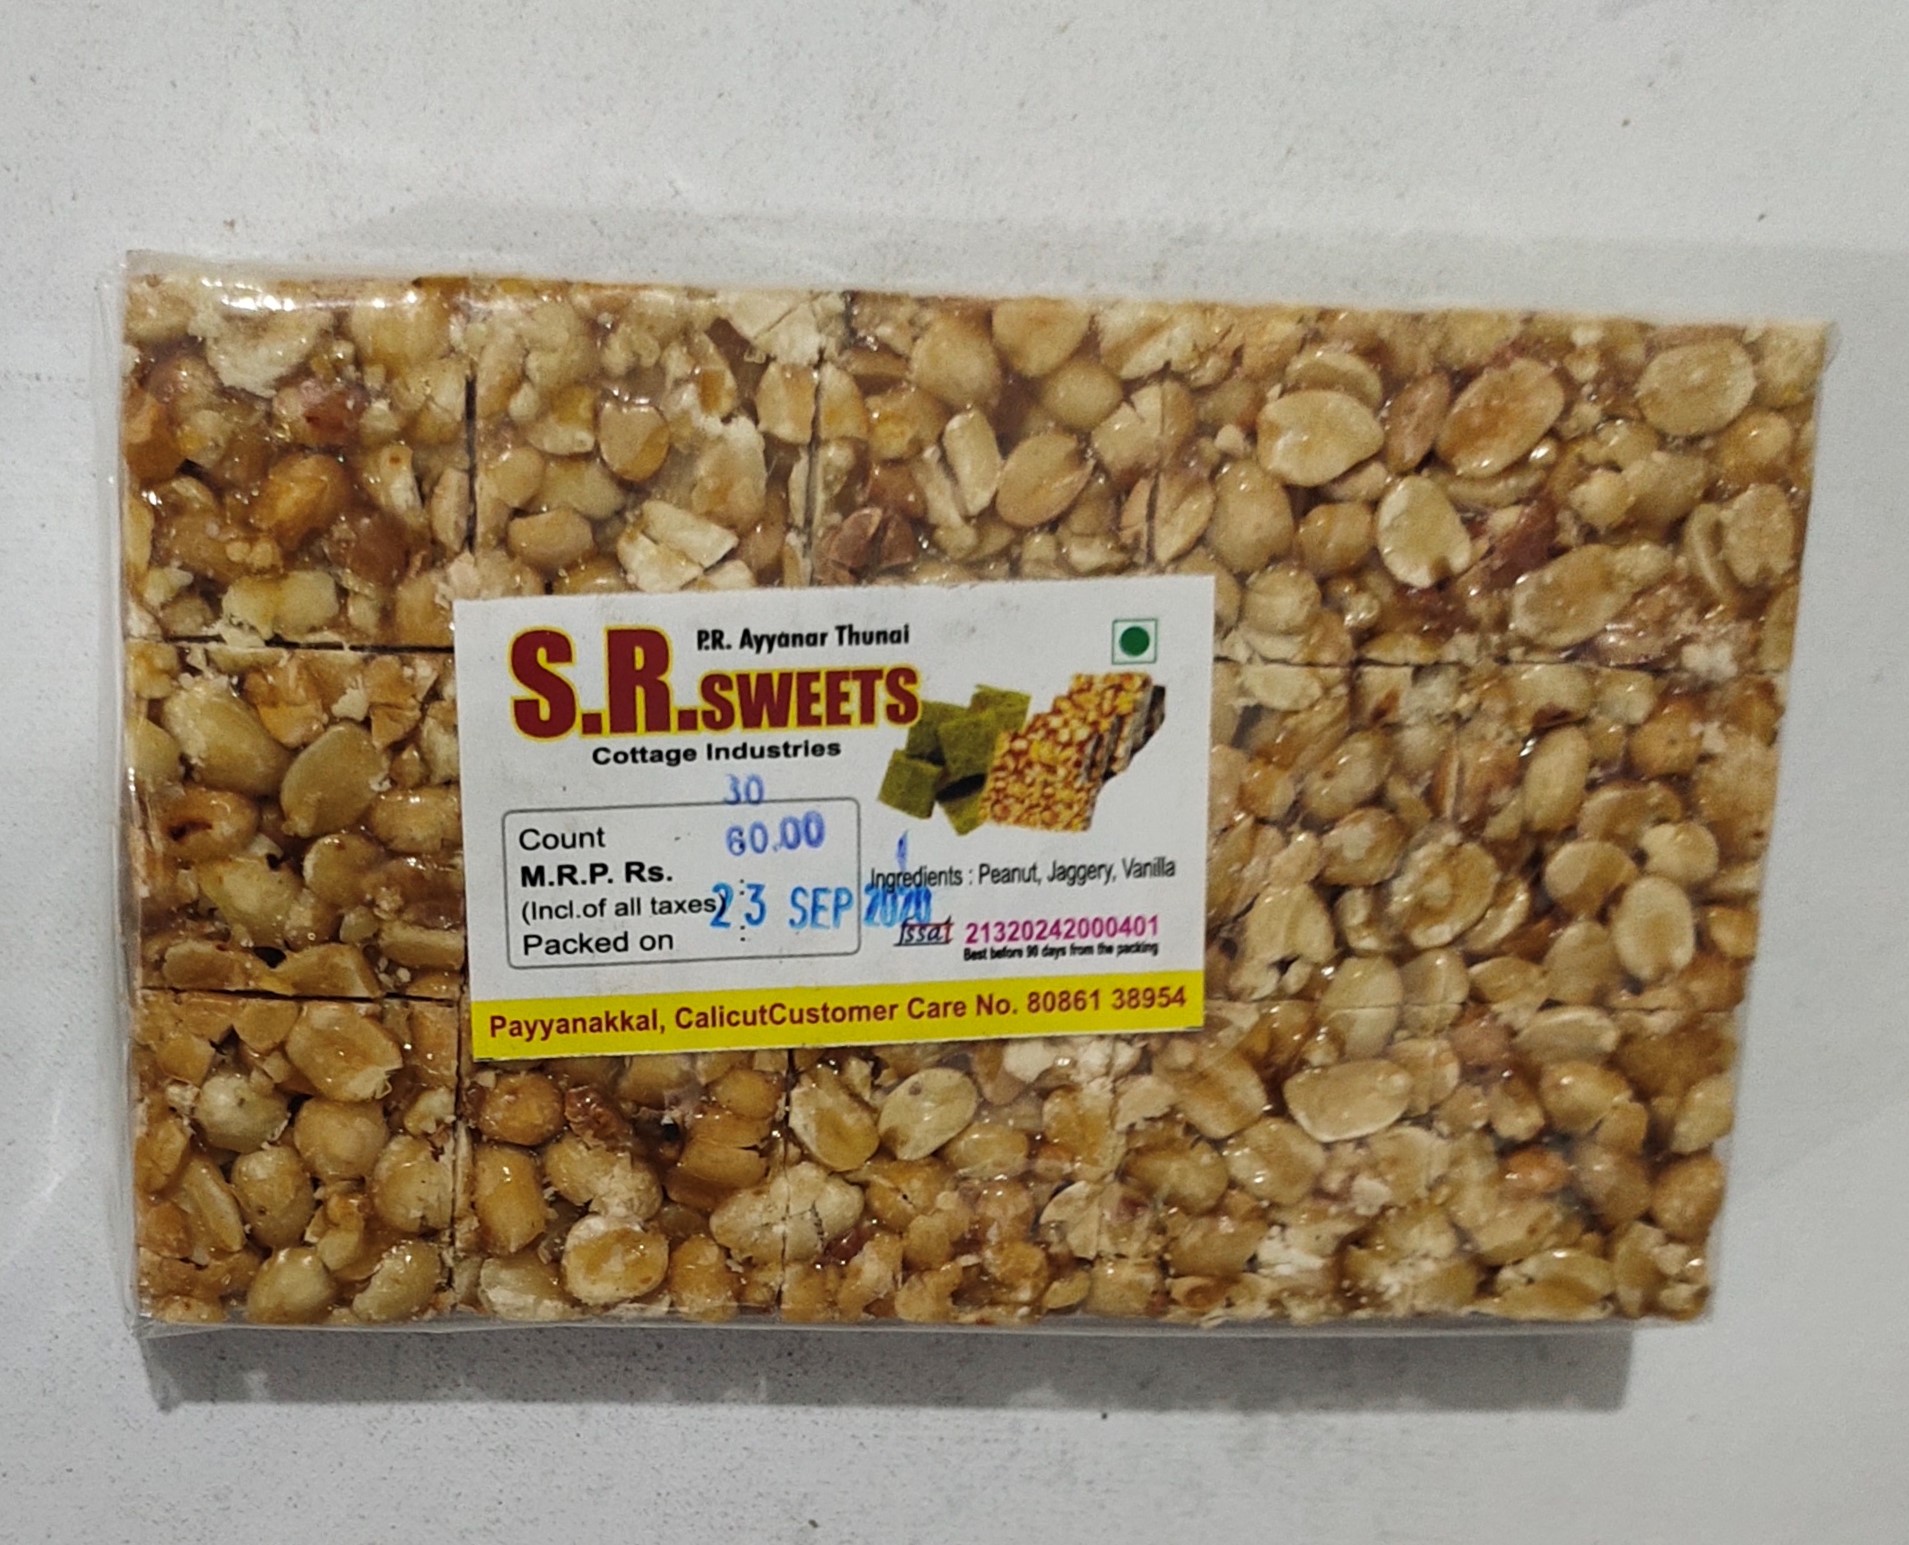 P.R. Ayyanar Thunai
S.R.SWEETS
Cottage Industries
30
Count
60.00
M.R.P. Rs.
(Incl.of all taxes) :
23 SEP 2020
Packed on :
Ingredients : Peanut, Jaggery, Vanilla
fssat 21320242000401
Best before 90 days from the packing
Payyanakkal, CalicutCustomer Care No. 80861 38954